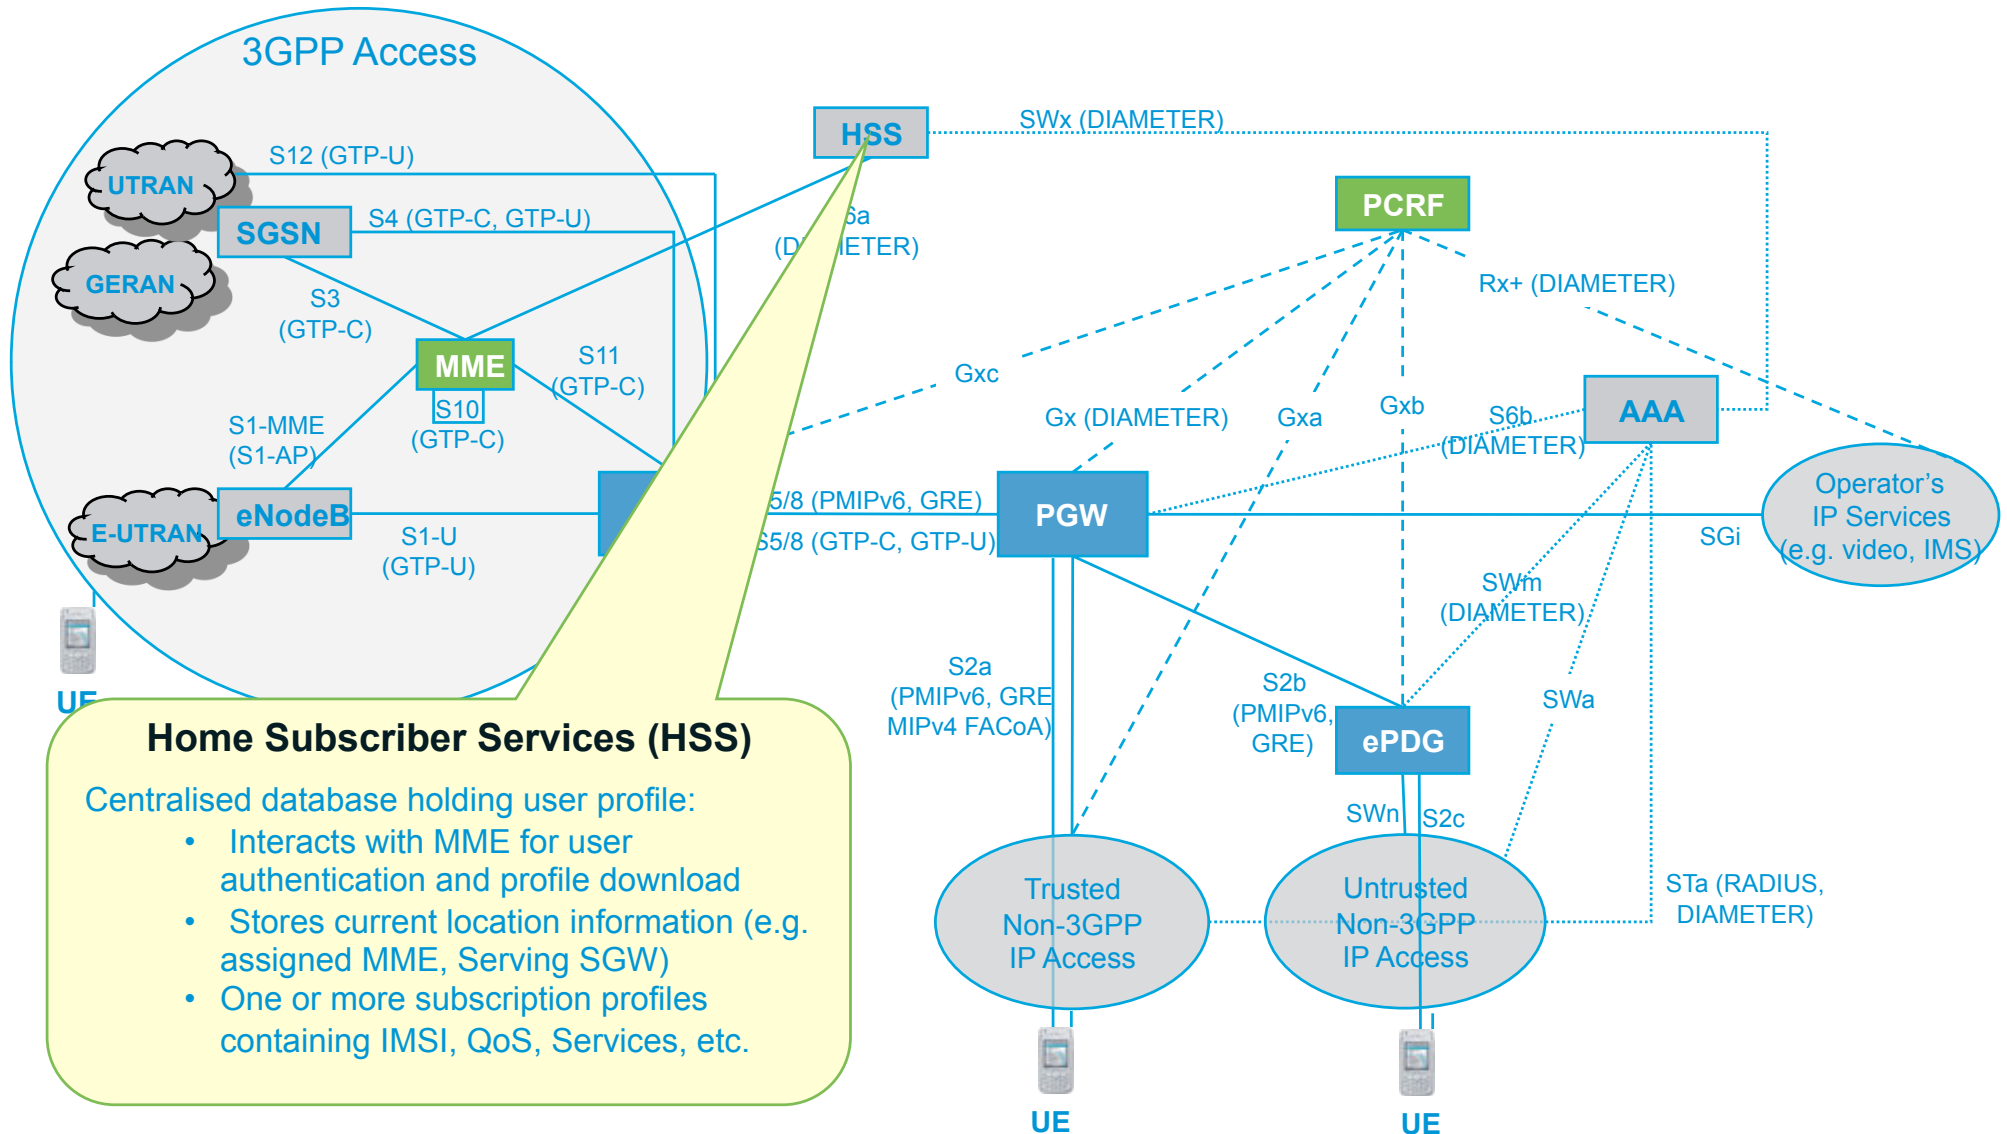 3GPP Access
HSS
SWx (DIAMETER)
S12 (GTP-U)
UTRAN
PCRF
S4 (GTP-C, GTP-U)
SGSN
6a
GERAN
Rx+ (DIAMETER)
S3
(GTP-C)
MME
S11
(GTP-C)
Gxc
S10
(GTP-C)
Gx (DIAMETER)
Gxa
Gxb
S6b
(DIAMETER)
AAA
S1-MME
(S1-AP)
eNodeB
E-UTRAN
S1-U
(GTP-U)
5/8 (PMIPv6, GRE)
S5/8 (GTP-C, GTP-U)
PGW
SGi
Operator’s
IP Services
(e.g. video, IMS)
SWm
(DIAMETER)
UE
S2a
(PMIPv6, GRE
MIPv4 FACoA)
S2b
(PMIPv6,
GRE)
SWa
ePDG
SWn
S2c
Home Subscriber Services (HSS)
Centralised database holding user profile:
• Interacts with MME for user
authentication and profile download
• Stores current location information (e.g.
assigned MME, Serving SGW)
• One or more subscription profiles
containing IMSI, QoS, Services, etc.
Trusted
Non-3GPP
IP Access
Untrusted
Non-3GPP
IP Access
STa (RADIUS,
DIAMETER)
UE
UE